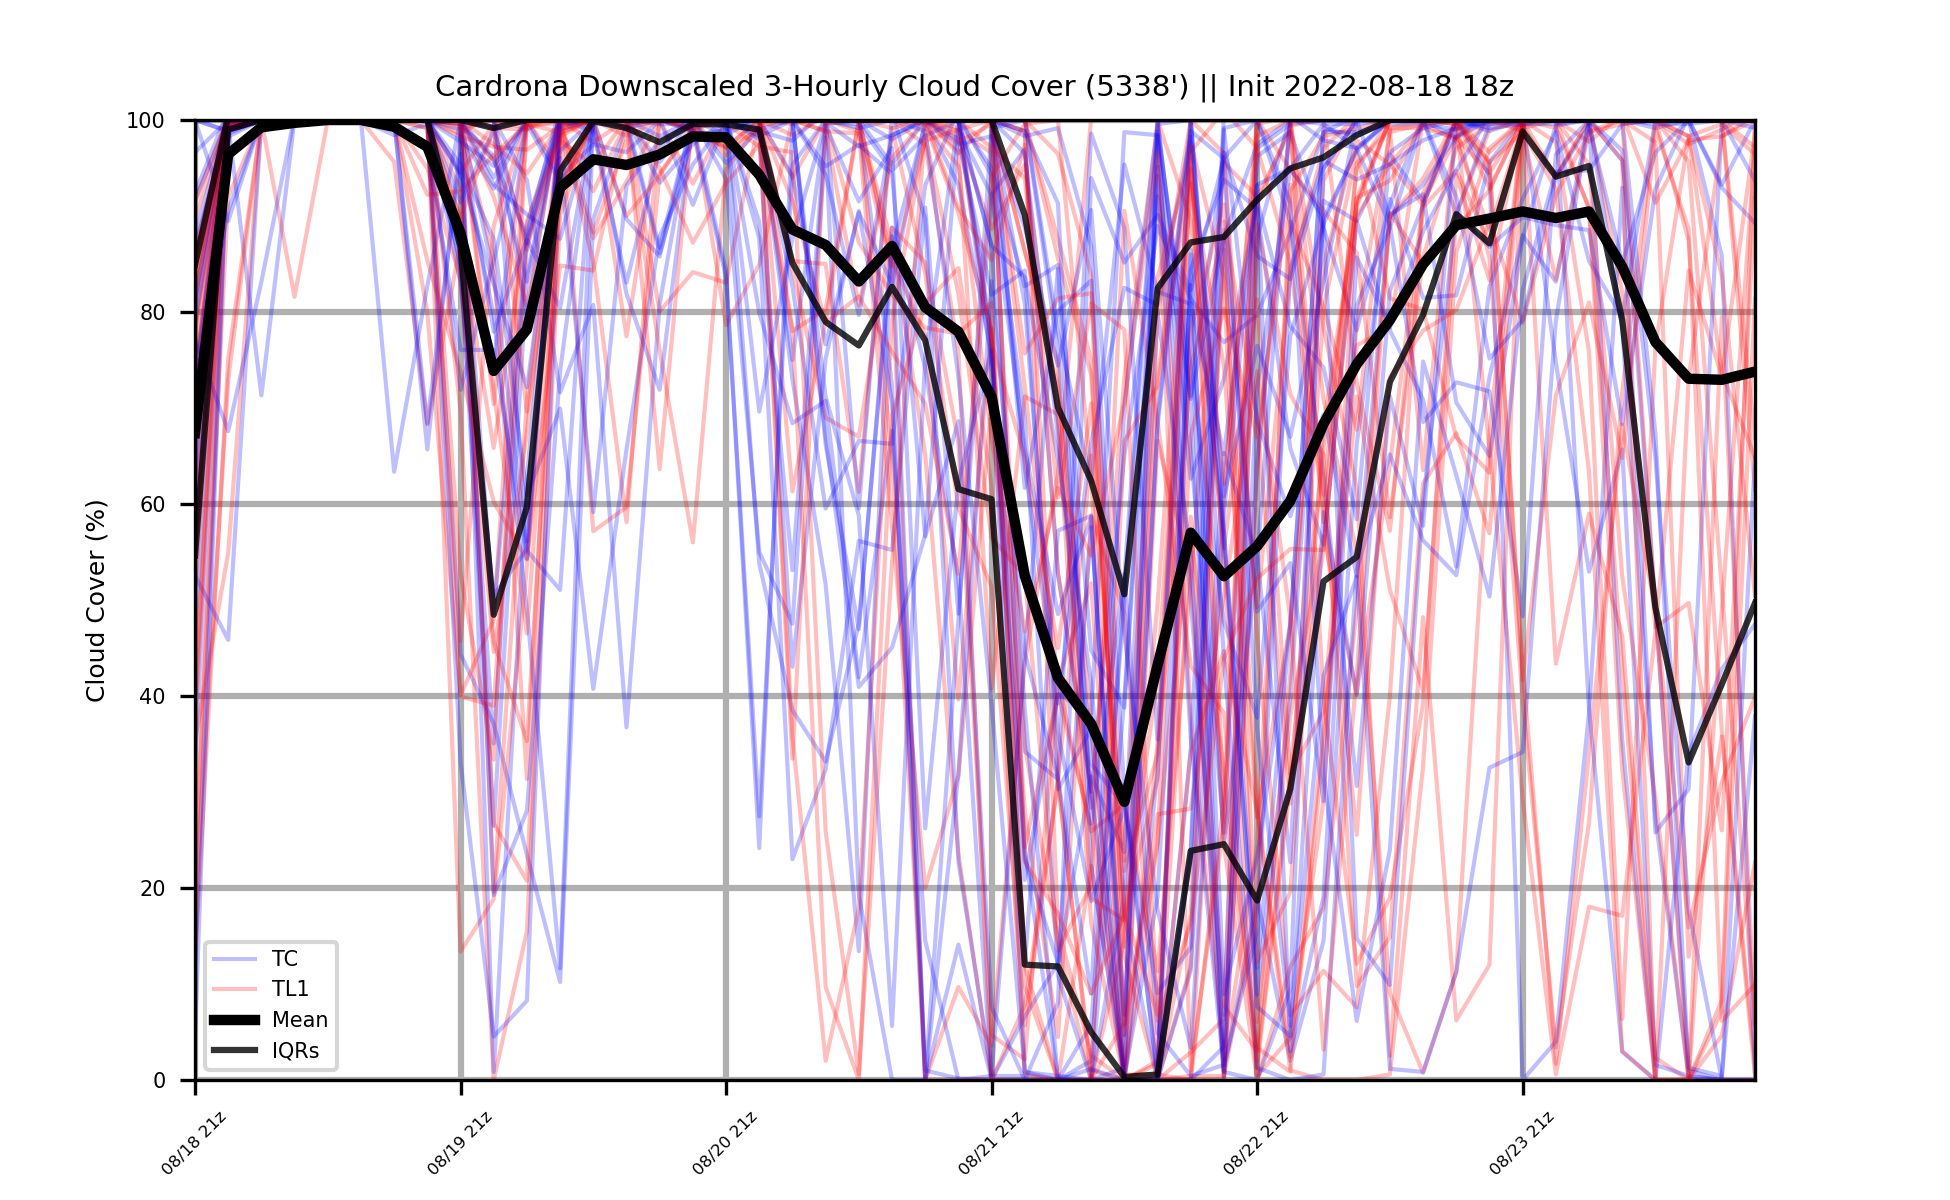 Cardrona Downscaled 3-Hourly Cloud Cover (5338') || Init 2022-08-18 18z
Cloud Cover (%)
100
80
60
40
20
0
TC
TL1
Mean
IQRs
08/18 21z
08/19 21z
08/20 21z
08/21 21z
08/22 21z
08/23 21z